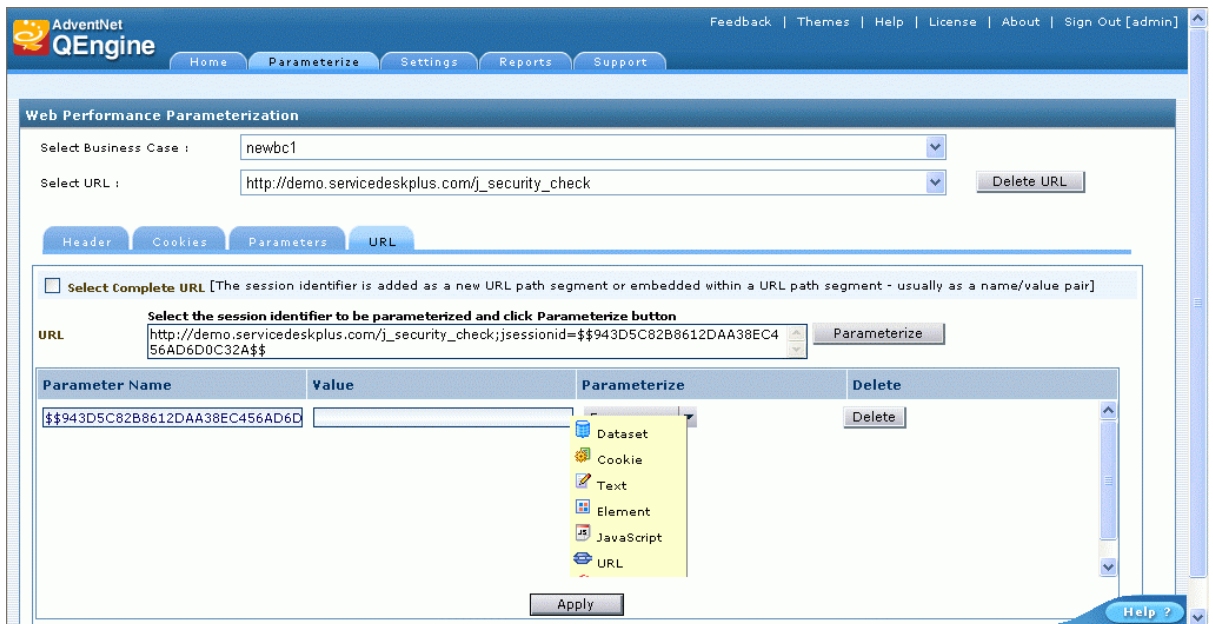 Feedback | Themes | Help | License | About | Sign Out [admin]
AdventNet
QEngine
Home Parameterize Settings Reports Support
Web Performance Parameterization
Select Business Case : newbc1
Select URL : http://demo.servicedeskplus.com/j_security_check Delete URL
Header Cookies Parameters URL
Select Complete URL [The session identifier is added as a new URL path segment or embedded within a URL path segment - usually as a name/value pair]
Select the session identifier to be parameterized and click Parameterize button
URL http://demo.servicedeskplus.com/j_security_check;jsessionid=$$943D5C82B8612DAA38EC4 Parameterize
56AD6D0C32A$$
Parameter Name Value Parameterize Delete
$$943D5C82B8612DAA38EC456AD6D Delete
Dataset
Cookie
Text
Element
JS JavaScript
URL
Apply
Help ?